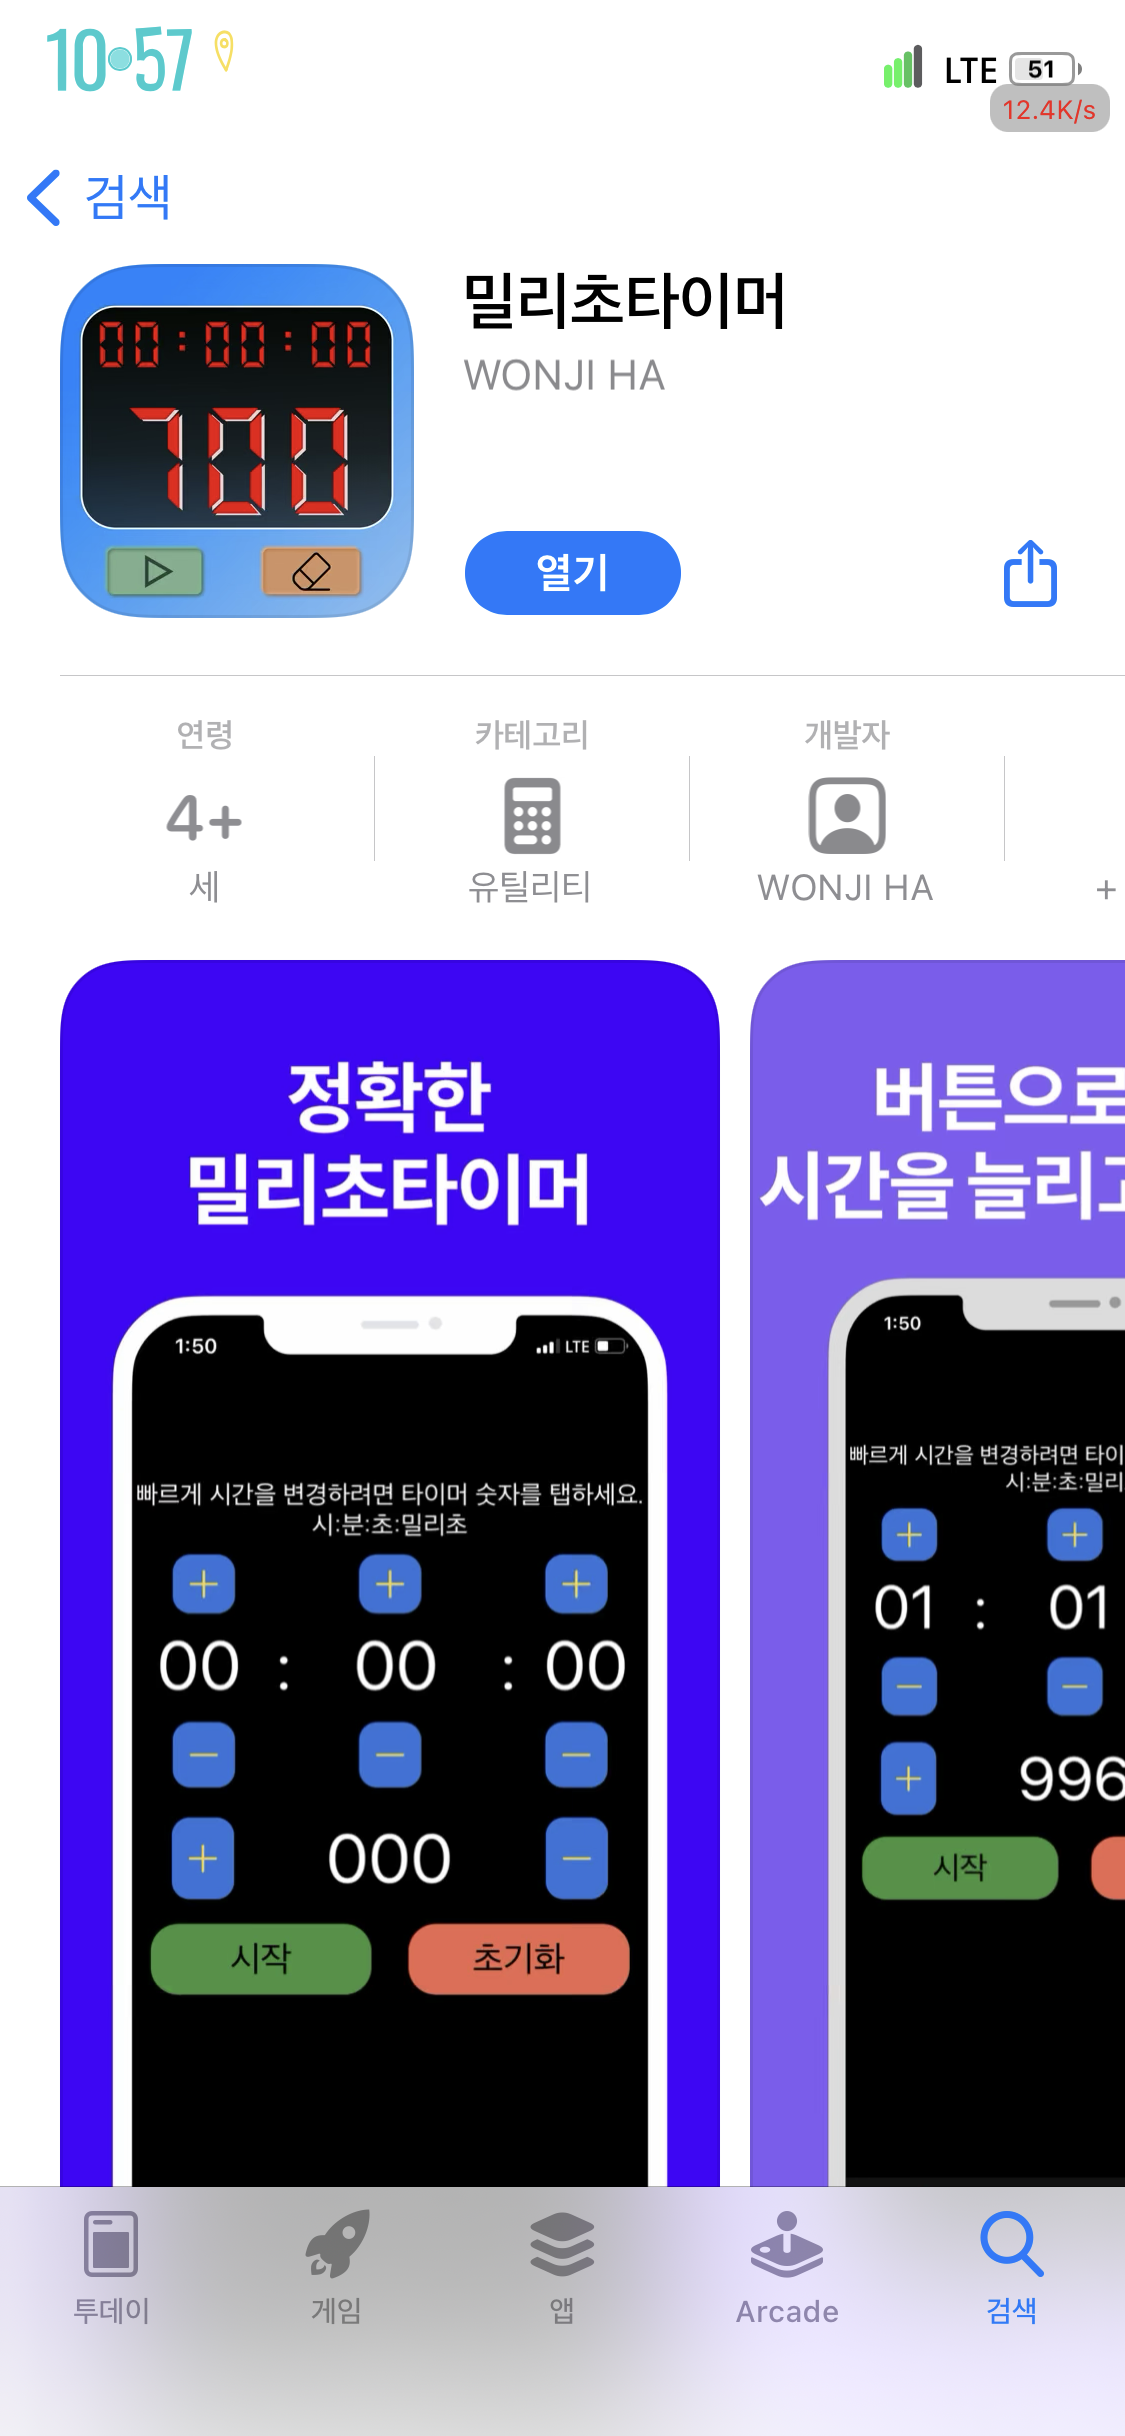 10:57
LTE 51
12.4K/s
검색
00:00:00
700
밀리초타이머
WONJI HA
열기
연령
4+
세
카테고리
유틸리티
개발자
WONJI HA
+
정확한
밀리초타이머
1:50
LTE
빠르게 시간을 변경하려면 타이머 숫자를 탭하세요.
시:분:초:밀리초
+ + +
00 : 00 : 00
− − −
+ 000 −
시작 초기화
버튼으로
시간을 늘리고
1:50
빠르게 시간을 변경하려면 타이
시:분:초:밀리
+ +
01 : 01
− −
+ 996
시작
투데이
게임
앱
Arcade
검색